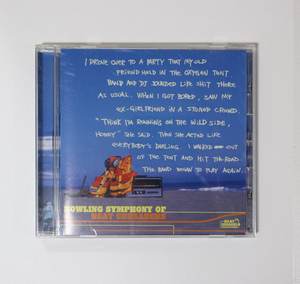 I DROVE OVER TO A PARTY THAT MY OLD
FRIEND HELD IN THE OXYGEN TENT
BAND AND DJ SOUNDED LIKE SHIT THERE
AS USUAL. WHEN I GOT BORED, SAW MY
EX-GIRLFRIEND IN A STONED CROWD.
"THINK I'M RUNNING ON THE WILD SIDE,
HONEY" SHE SAID. THEN SHE ACTED LIKE
EVERYBODY'S DARLING. I WALKED OUT
OF THE TENT AND HIT THE ROAD.
THE BAND BEGAN TO PLAY AGAIN.
HOWLING SYMPHONY OF
BEAT CRUSADERS